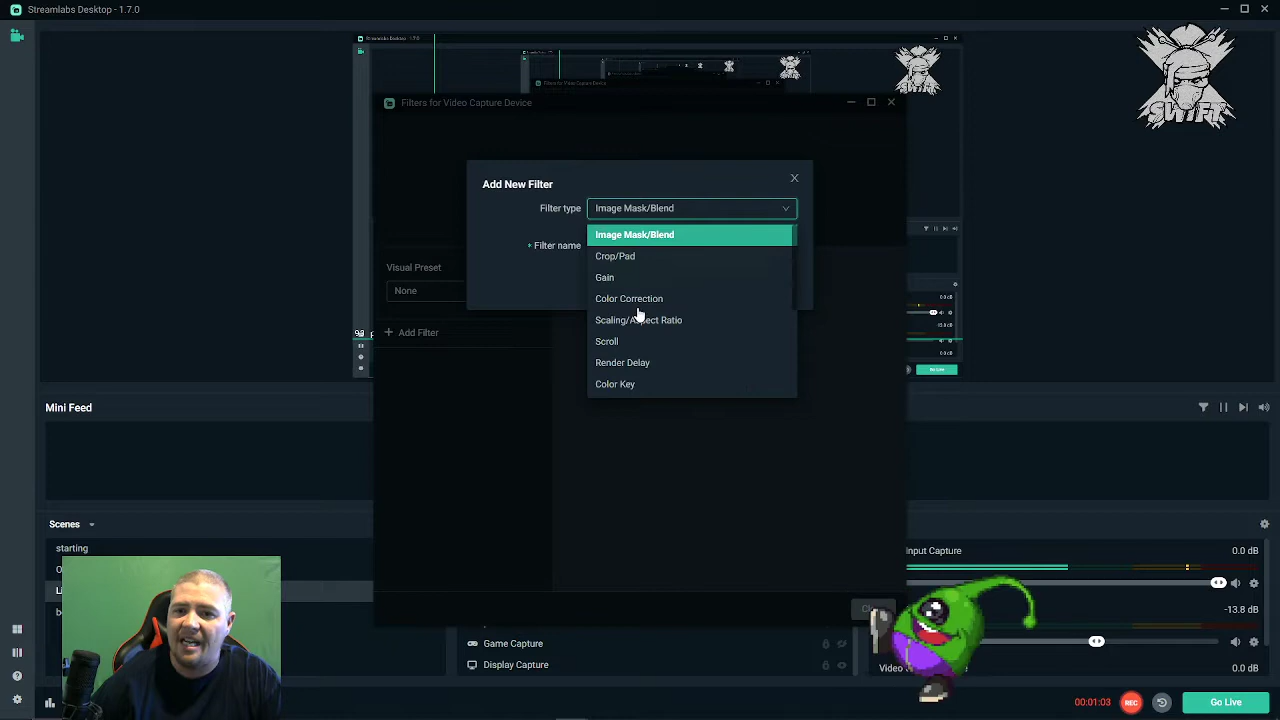 Streamlabs Desktop - 1.7.0
Filters for Video Capture Device
Add New Filter
Filter type
Image Mask/Blend
* Filter name
Image Mask/Blend
Crop/Pad
Gain
Color Correction
Scaling/Aspect Ratio
Scroll
Render Delay
Color Key
Visual Preset
None
Add Filter
Mini Feed
Scenes
starting
Game Capture
Display Capture
Input Capture
0.0 dB
-13.8 dB
0.0 dB
00:01:03
REC
Go Live